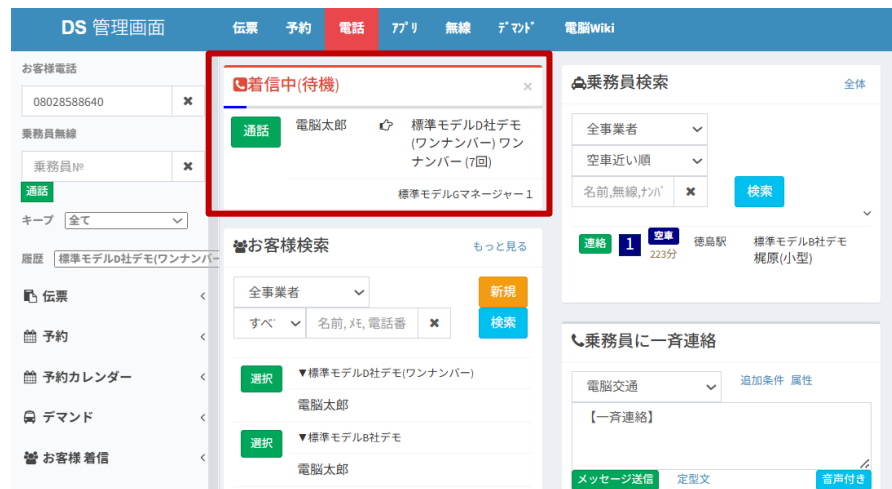 DS 管理画面
伝票 予約 電話 ｱﾌﾟﾘ 無線 ﾃﾞﾏﾝﾄﾞ 電脳Wiki
お客様電話
08028588640
乗務員無線
乗務員№
通話
キープ 全て
履歴 標準モデルD社デモ(ワンナンバー
伝票
予約
予約カレンダー
デマンド
お客様 着信
着信中(待機)
通話 電脳太郎 標準モデルD社デモ
(ワンナンバー) ワン
ナンバー (7回)
標準モデルGマネージャー１
お客様検索 もっと見る
全事業者 新規
すべ 名前, ﾒﾓ, 電話番 検索
選択 ▼標準モデルD社デモ(ワンナンバー)
電脳太郎
選択 ▼標準モデルB社デモ
電脳太郎
乗務員検索 全体
全事業者
空車近い順
名前,無線,ﾅﾝﾊﾞ 検索
連絡 1 空車 徳島駅 標準モデルB社デモ
223分 梶原(小型)
乗務員に一斉連絡
電脳交通 追加条件 属性
【一斉連絡】
メッセージ送信 定型文 音声付き